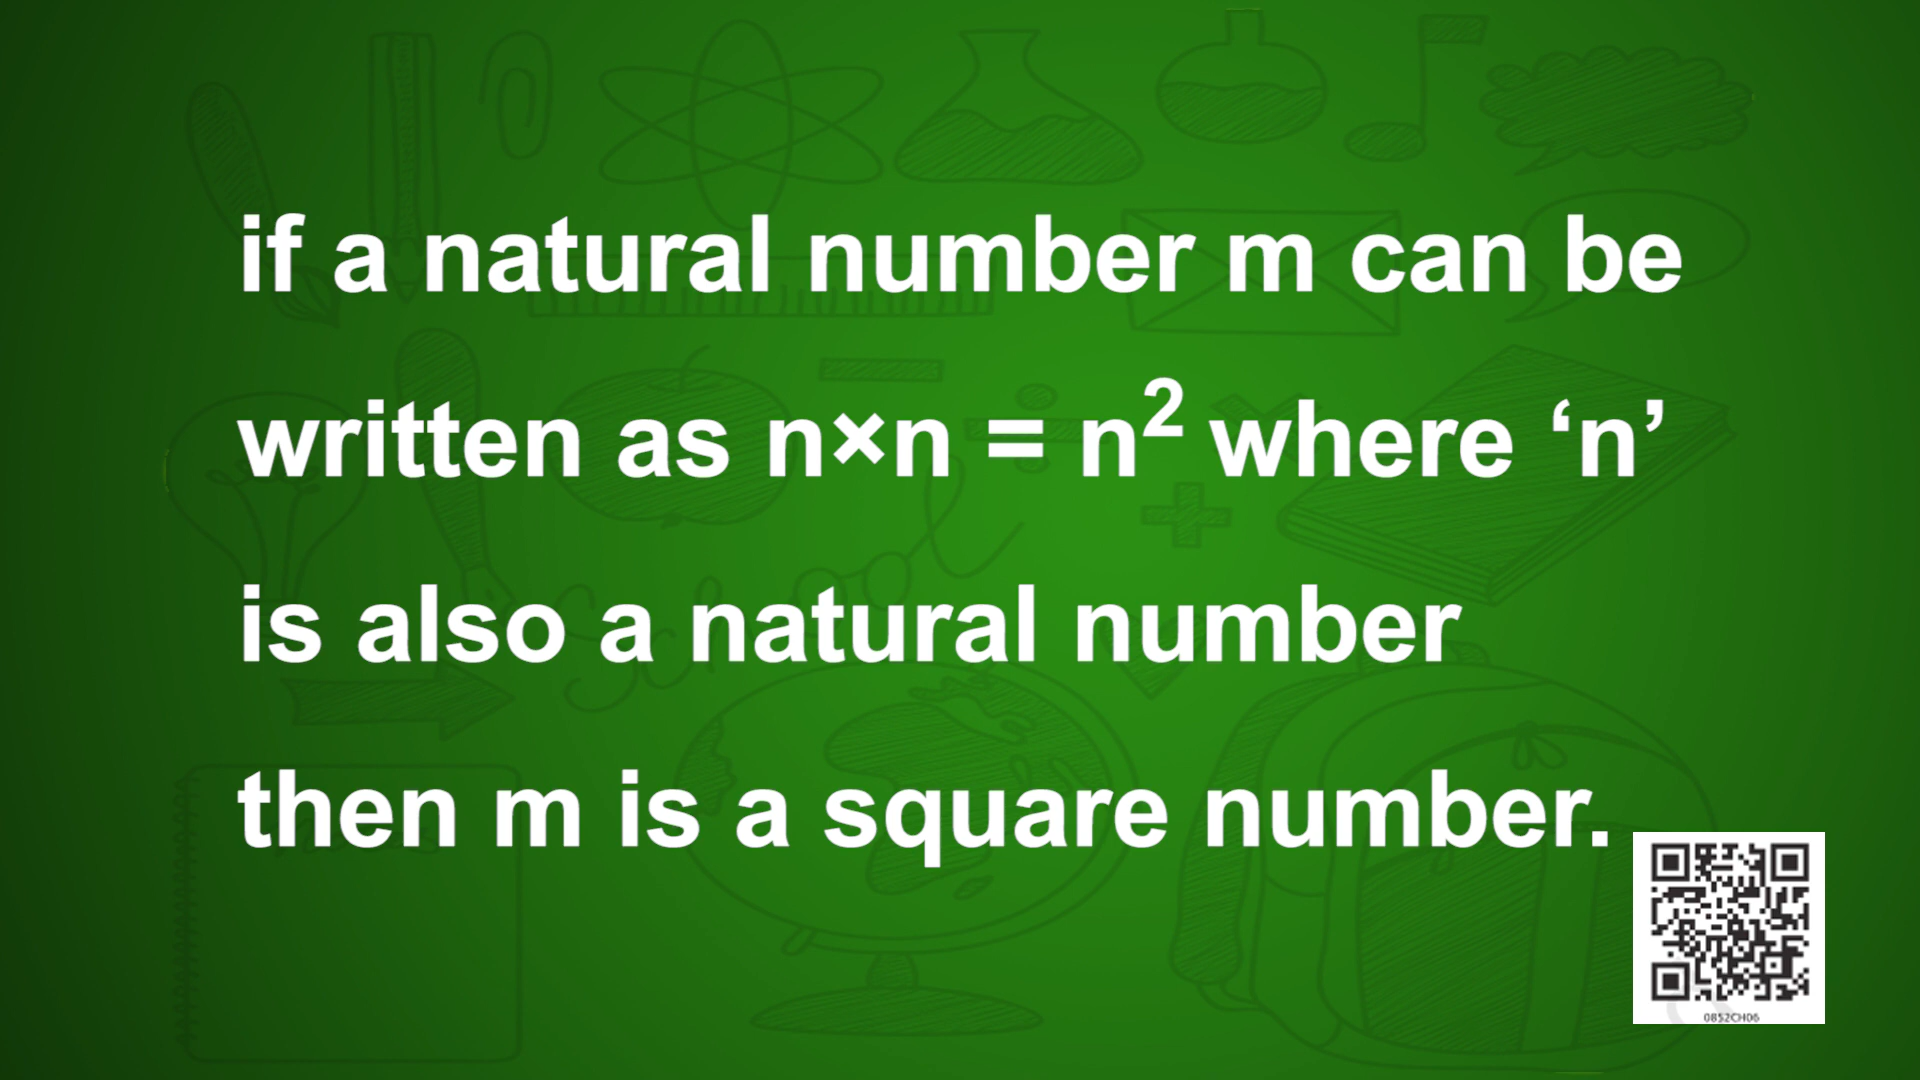 if a natural number m can be
written as n×n = n² where ‘n’
is also a natural number
then m is a square number.
0852CH06